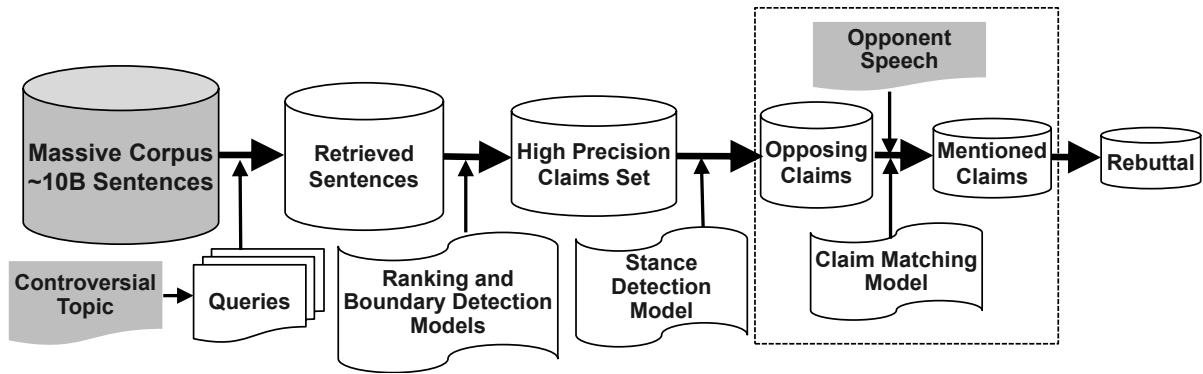 Opponent
Speech
Massive Corpus
~10B Sentences
Retrieved
Sentences
High Precision
Claims Set
Opposing
Claims
Mentioned
Claims
Rebuttal
Controversial
Topic
Queries
Ranking and
Boundary Detection
Models
Stance
Detection
Model
Claim Matching
Model